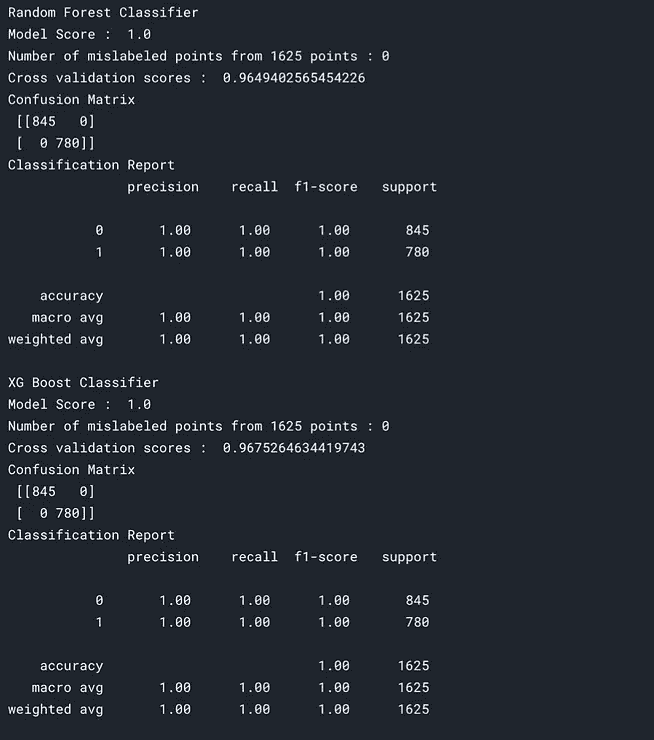 Random Forest Classifier
Model Score :  1.0
Number of mislabeled points from 1625 points : 0
Cross validation scores :  0.9649402565454226
Confusion Matrix
 [[845   0]
 [  0 780]]
Classification Report
               precision    recall  f1-score   support

           0       1.00      1.00      1.00       845
           1       1.00      1.00      1.00       780

    accuracy                           1.00      1625
   macro avg       1.00      1.00      1.00      1625
weighted avg       1.00      1.00      1.00      1625

XG Boost Classifier
Model Score :  1.0
Number of mislabeled points from 1625 points : 0
Cross validation scores :  0.9675264634419743
Confusion Matrix
 [[845   0]
 [  0 780]]
Classification Report
               precision    recall  f1-score   support

           0       1.00      1.00      1.00       845
           1       1.00      1.00      1.00       780

    accuracy                           1.00      1625
   macro avg       1.00      1.00      1.00      1625
weighted avg       1.00      1.00      1.00      1625